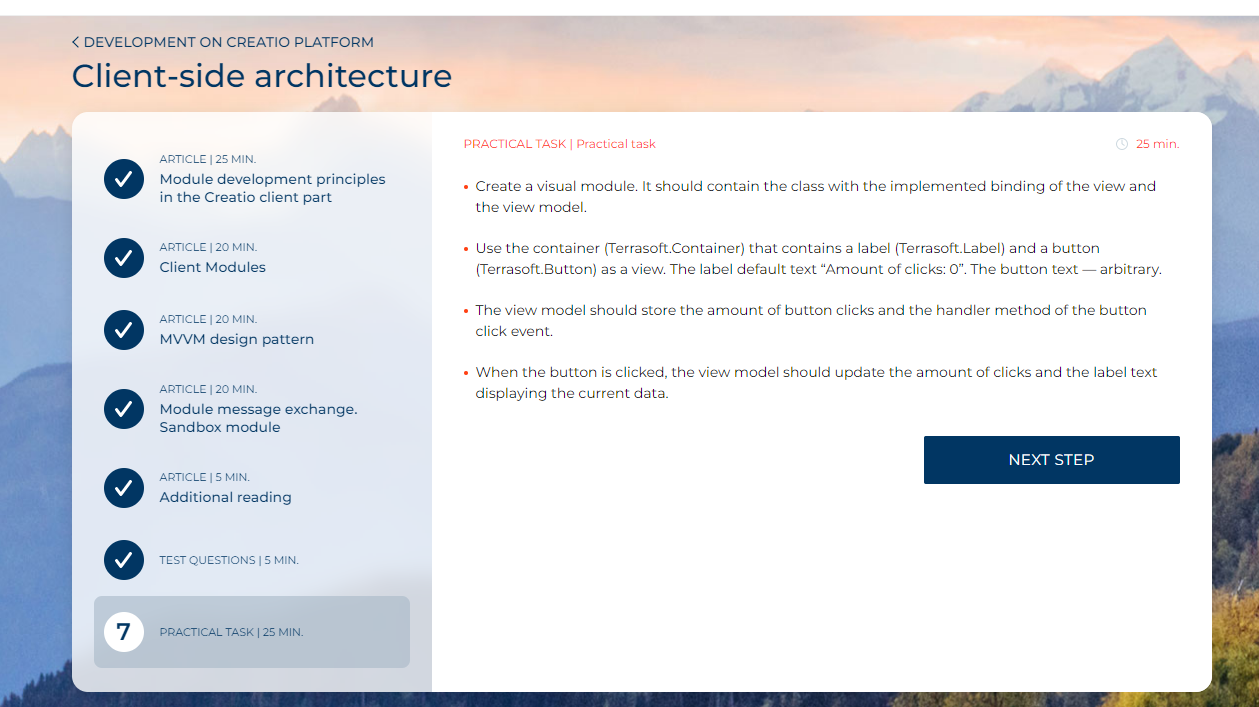 DEVELOPMENT ON CREATIO PLATFORM
Client-side architecture
ARTICLE | 25 MIN.
Module development principles
in the Creatio client part
ARTICLE | 20 MIN.
Client Modules
ARTICLE | 20 MIN.
MVVM design pattern
ARTICLE | 20 MIN.
Module message exchange.
Sandbox module
ARTICLE | 5 MIN.
Additional reading
TEST QUESTIONS | 5 MIN.
7
PRACTICAL TASK | 25 MIN.
PRACTICAL TASK | Practical task
25 min.
• Create a visual module. It should contain the class with the implemented binding of the view and
the view model.
• Use the container (Terrasoft.Container) that contains a label (Terrasoft.Label) and a button
(Terrasoft.Button) as a view. The label default text “Amount of clicks: 0”. The button text — arbitrary.
• The view model should store the amount of button clicks and the handler method of the button
click event.
• When the button is clicked, the view model should update the amount of clicks and the label text
displaying the current data.
NEXT STEP